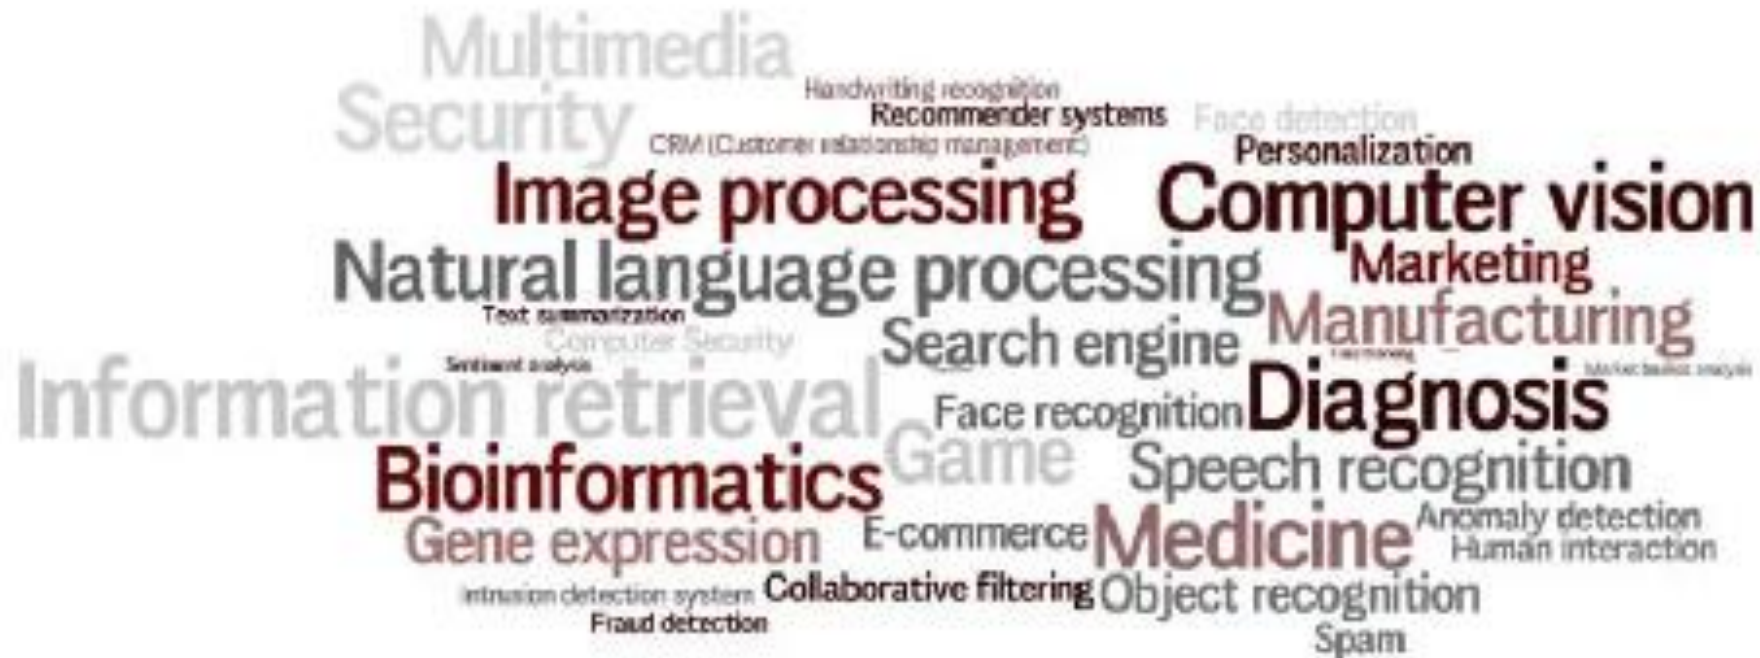 Multimedia
Handwriting recognition
Security
Recommender systems
Face detection
CRM (Customer relationship management)
Personalization
Image processing
Computer vision
Natural language processing
Marketing
Manufacturing
Text summarization
Computer Security
Search engine
Sentiment analysis
Market basket analysis
Information retrieval
Face recognition
Diagnosis
Game
Bioinformatics
Speech recognition
Gene expression
E-commerce
Medicine
Anomaly detection
Human interaction
Intrusion detection system
Collaborative filtering
Object recognition
Fraud detection
Spam